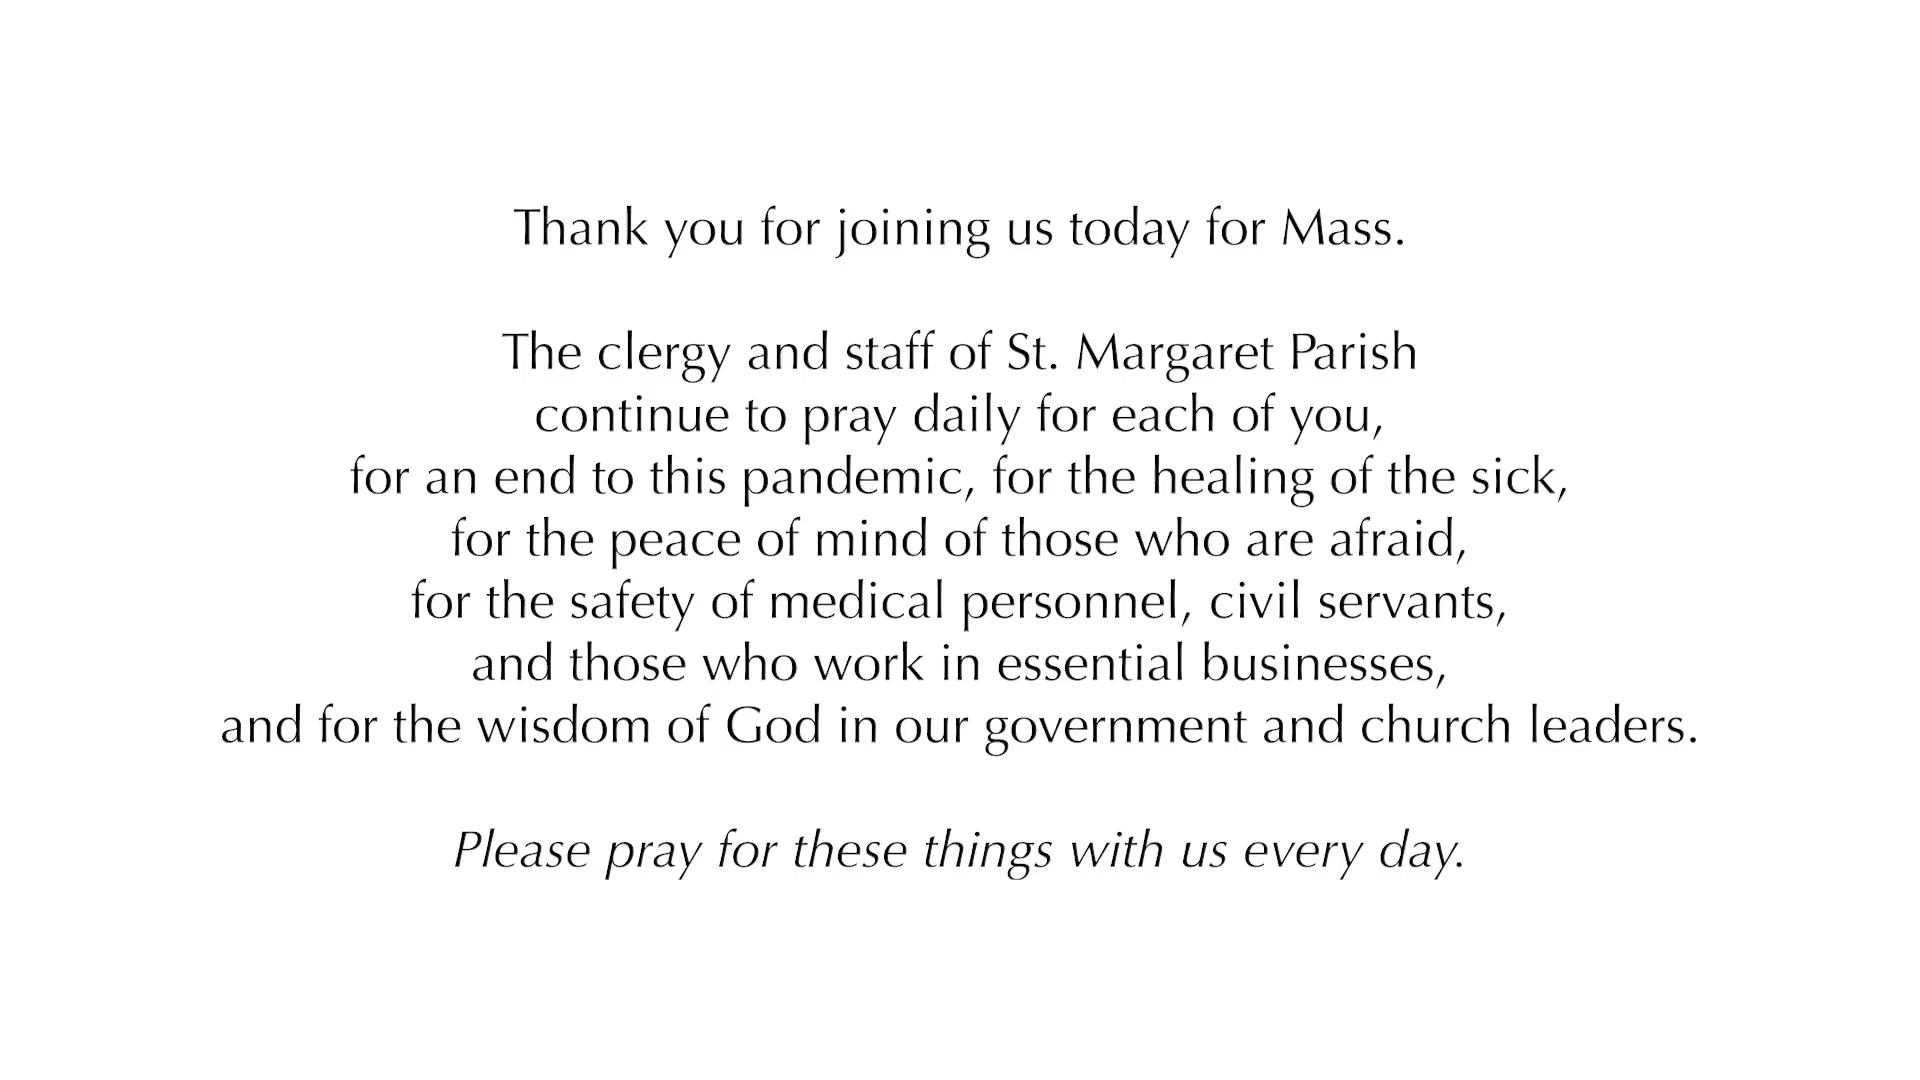 Thank you for joining us today for Mass.
The clergy and staff of St. Margaret Parish
continue to pray daily for each of you,
for an end to this pandemic, for the healing of the sick,
for the peace of mind of those who are afraid,
for the safety of medical personnel, civil servants,
and those who work in essential businesses,
and for the wisdom of God in our government and church leaders.
Please pray for these things with us every day.